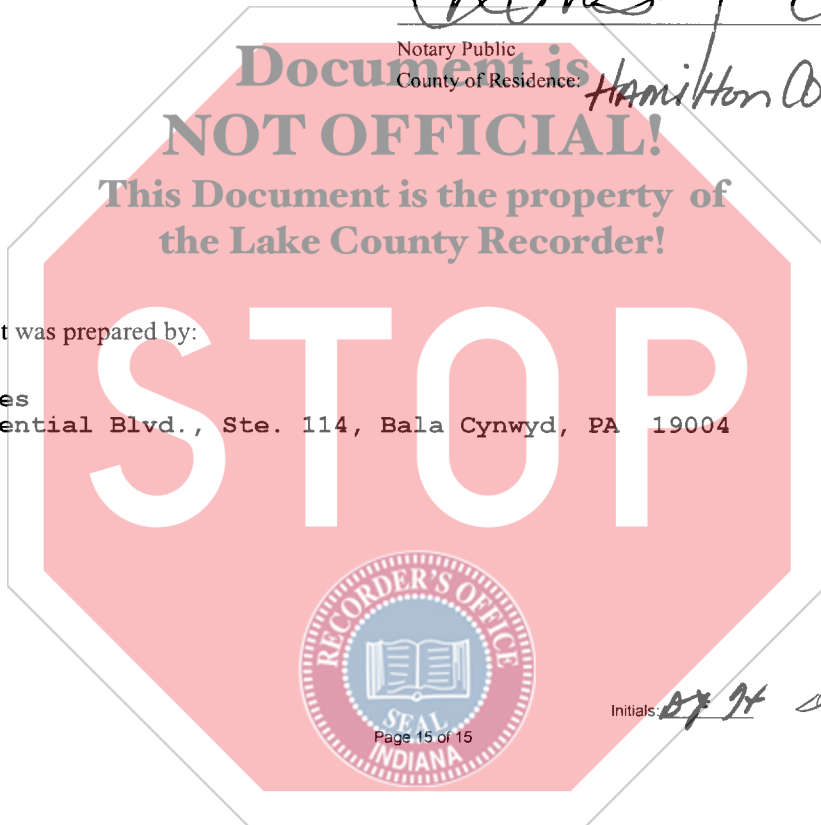 Notary Public
Document is
County of Residence: Hamilton Co
NOT OFFICIAL!
This Document is the property of
the Lake County Recorder!
t was prepared by:
STOP
es
ential Blvd., Ste. 114, Bala Cynwyd, PA 19004
RECORDER'S OFFICE
SEAL
INDIANA
Initials:
Page 15 of 15